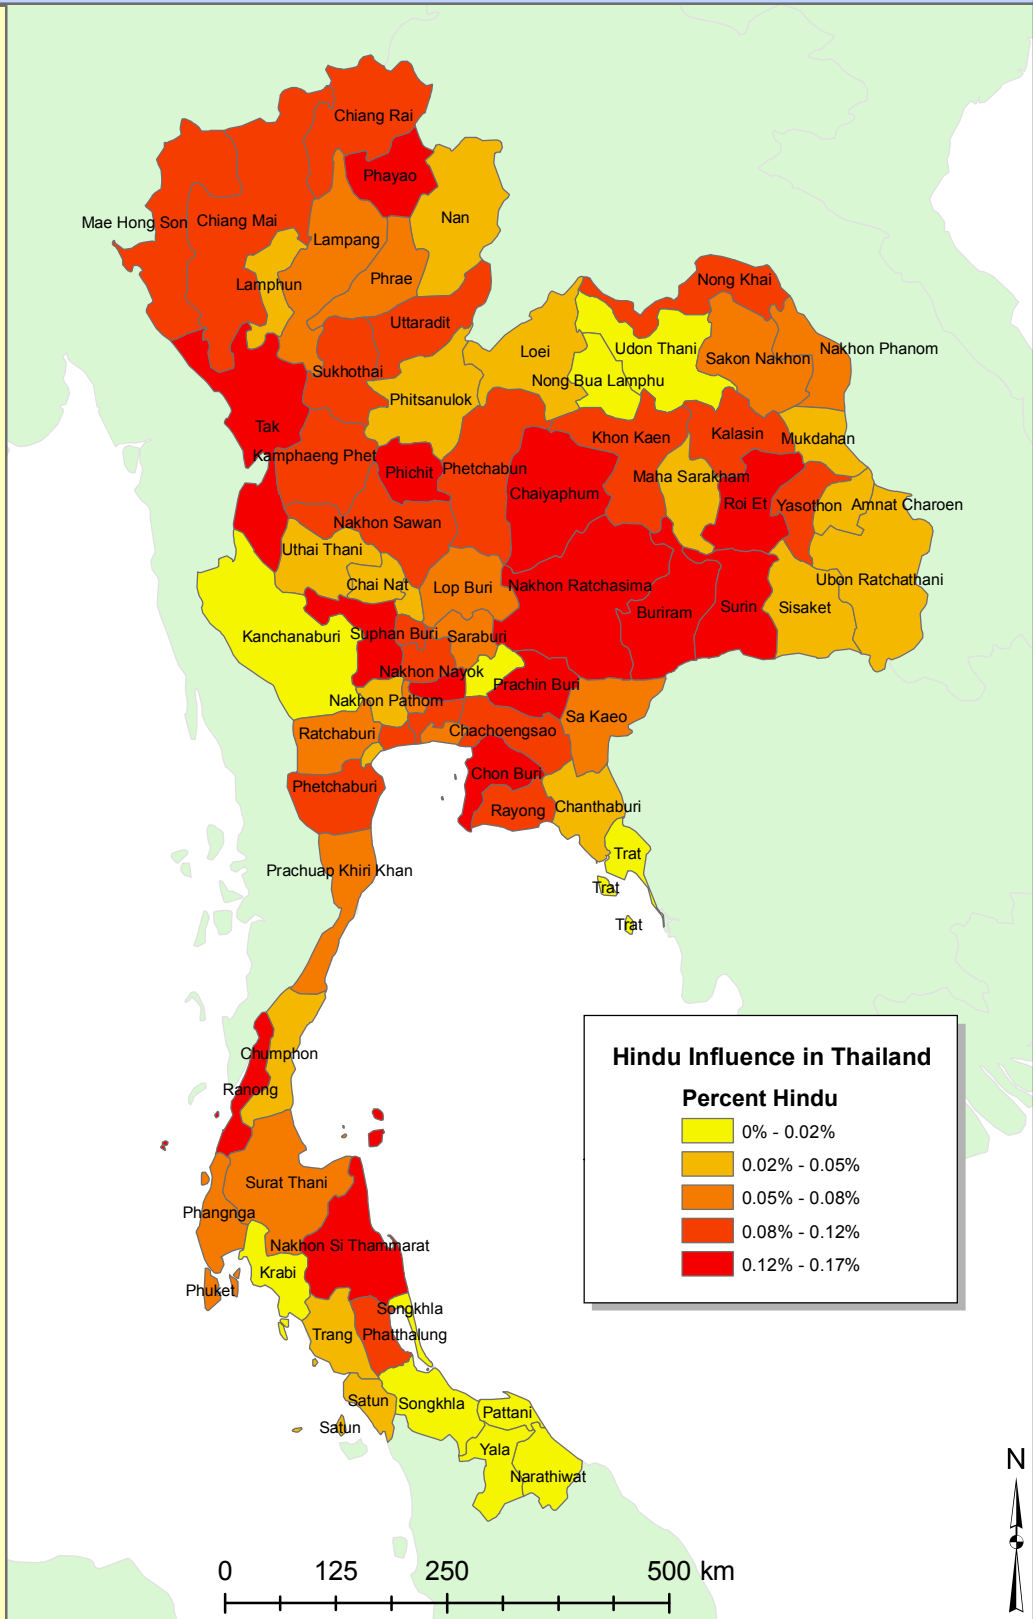 Chiang Rai
Phayao
Nan
Mae Hong Son
Chiang Mai
Lampang
Phrae
Lamphun
Nong Khai
Uttaradit
Nakhon Phanom
Udon Thani
Loei
Sakon Nakhon
Sukhothai
Nong Bua Lamphu
Phitsanulok
Tak
Khon Kaen
Kalasin
Mukdahan
Kamphaeng Phet
Phichit
Phetchabun
Maha Sarakham
Chaiyaphum
Roi Et
Yasothon
Amnat Charoen
Nakhon Sawan
Uthai Thani
Chai Nat
Lop Buri
Nakhon Ratchasima
Ubon Ratchathani
Buriram
Surin
Sisaket
Kanchanaburi
Suphan Buri
Saraburi
Nakhon Nayok
Prachin Buri
Nakhon Pathom
Sa Kaeo
Ratchaburi
Chachoengsao
Chon Buri
Phetchaburi
Rayong
Chanthaburi
Trat
Prachuap Khiri Khan
Trat
Trat
Chumphon
Ranong
Hindu Influence in Thailand
Percent Hindu
0% - 0.02%
0.02% - 0.05%
0.05% - 0.08%
0.08% - 0.12%
0.12% - 0.17%
Surat Thani
Phangnga
Nakhon Si Thammarat
Krabi
Phuket
Songkhla
Trang
Phatthalung
Satun
Songkhla
Pattani
Satun
Yala
Narathiwat
N
0 125 250 500 km